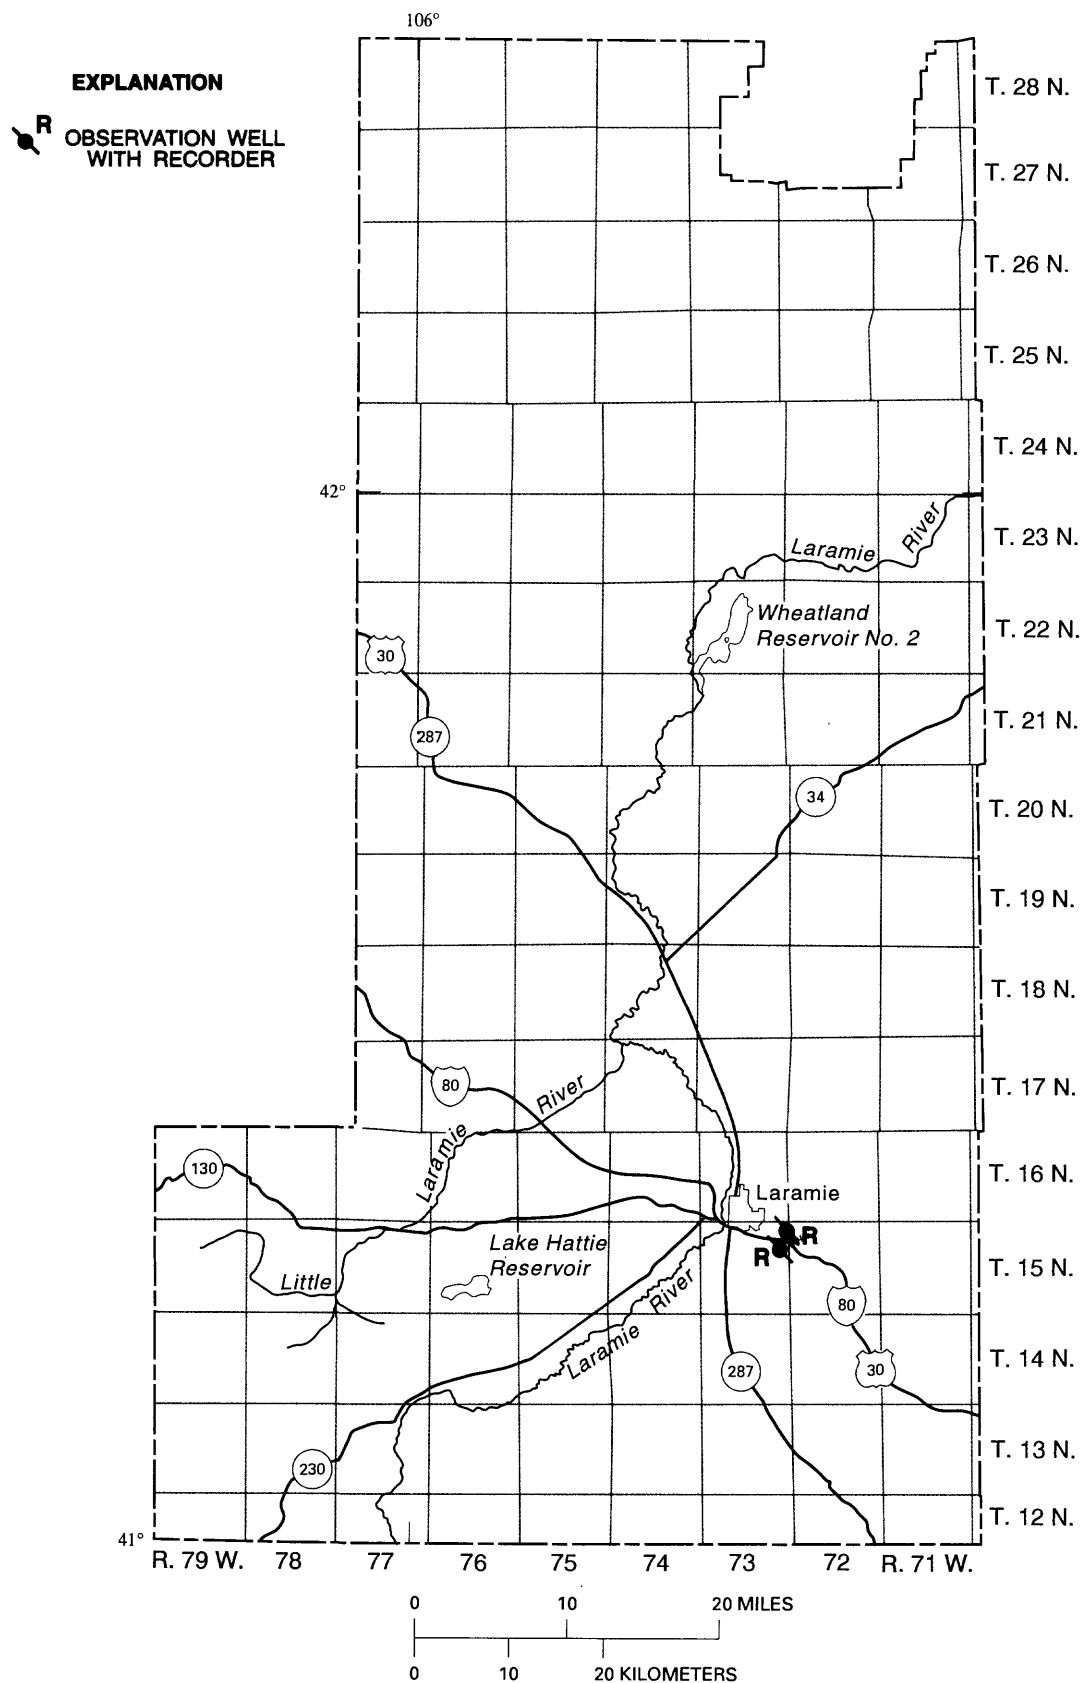 106°
EXPLANATION
R
OBSERVATION WELL
WITH RECORDER
T. 28 N.
T. 27 N.
T. 26 N.
T. 25 N.
T. 24 N.
42°
T. 23 N.
Laramie River
Wheatland
Reservoir No. 2
T. 22 N.
30
T. 21 N.
287
34
T. 20 N.
T. 19 N.
T. 18 N.
80
River
T. 17 N.
Laramie
130
T. 16 N.
Laramie
R
R
Lake Hattie
Reservoir
T. 15 N.
Little
River
80
Laramie
T. 14 N.
287
30
T. 13 N.
230
T. 12 N.
41°
R. 79 W. 78 77 76 75 74 73 72 R. 71 W.
0 10 20 MILES
0 10 20 KILOMETERS